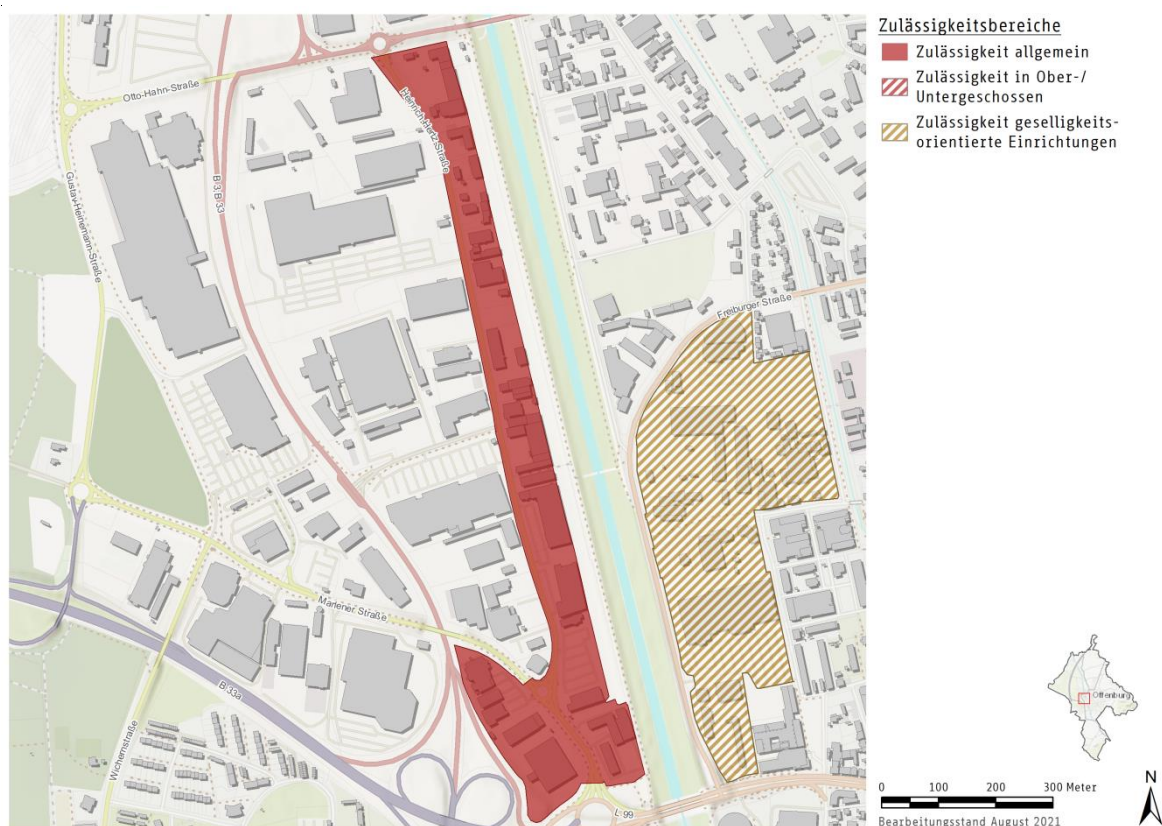 Zulässigkeitsbereiche
Zulässigkeit allgemein
Zulässigkeit in Ober-/
Untergeschossen
Zulässigkeit geselligkeits-
orientierte Einrichtungen
Otto-Hahn-Straße
Heinrich-Hertz-Straße
B 3;B 33
Gustav-Heinemann-Straße
Freiburger Straße
Marlener Straße
B 33a
Wichernstraße
L 99
Offenburg
0 100 200 300 Meter
N
Bearbeitungsstand August 2021